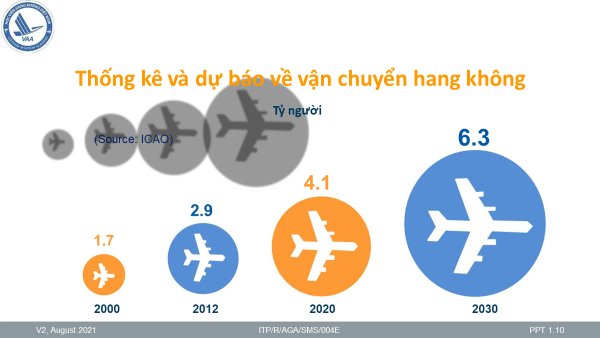 VAA
Thống kê và dự báo về vận chuyển hang không
Tỷ người
(Source: ICAO)
6.3
4.1
2.9
1.7
2000 2012 2020 2030
V2, August 2021 ITP/R/AGA/SMS/004E PPT 1.10